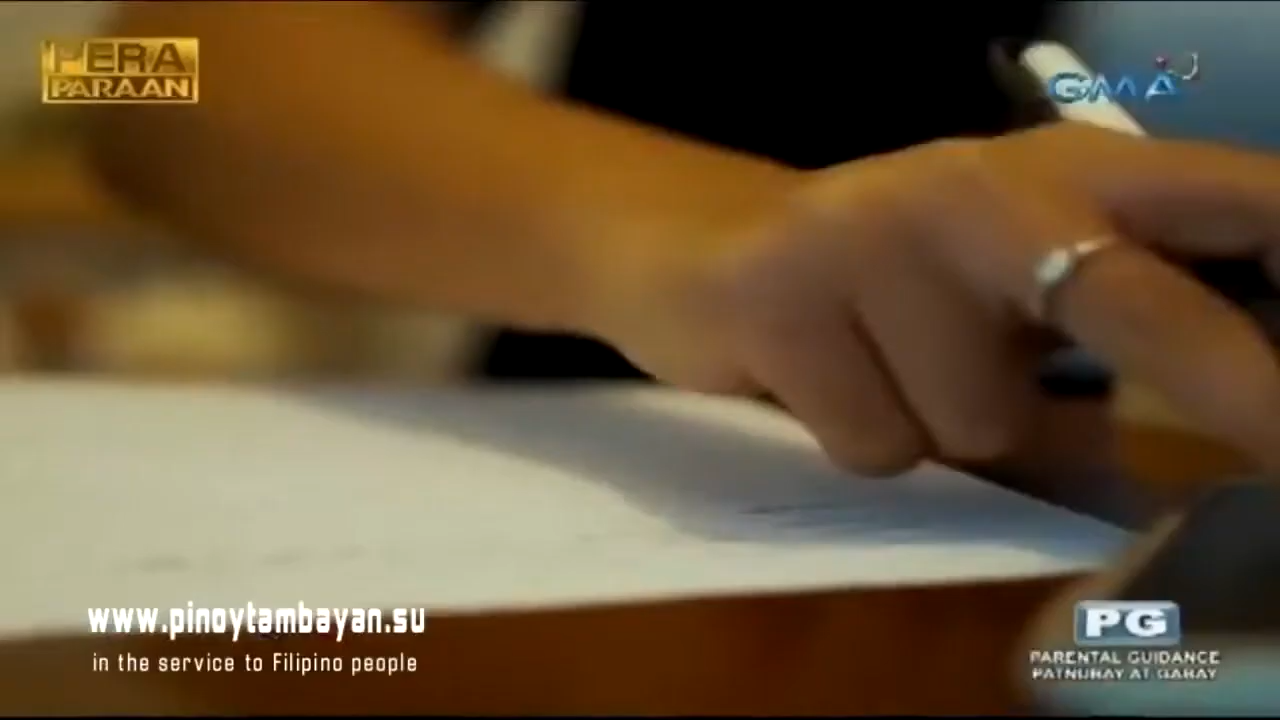 PERA
PARAAN
GMA
www.pinoytambayan.su
in the service to Filipino people
PG
PARENTAL GUIDANCE
PATNUBAY AT GABAY